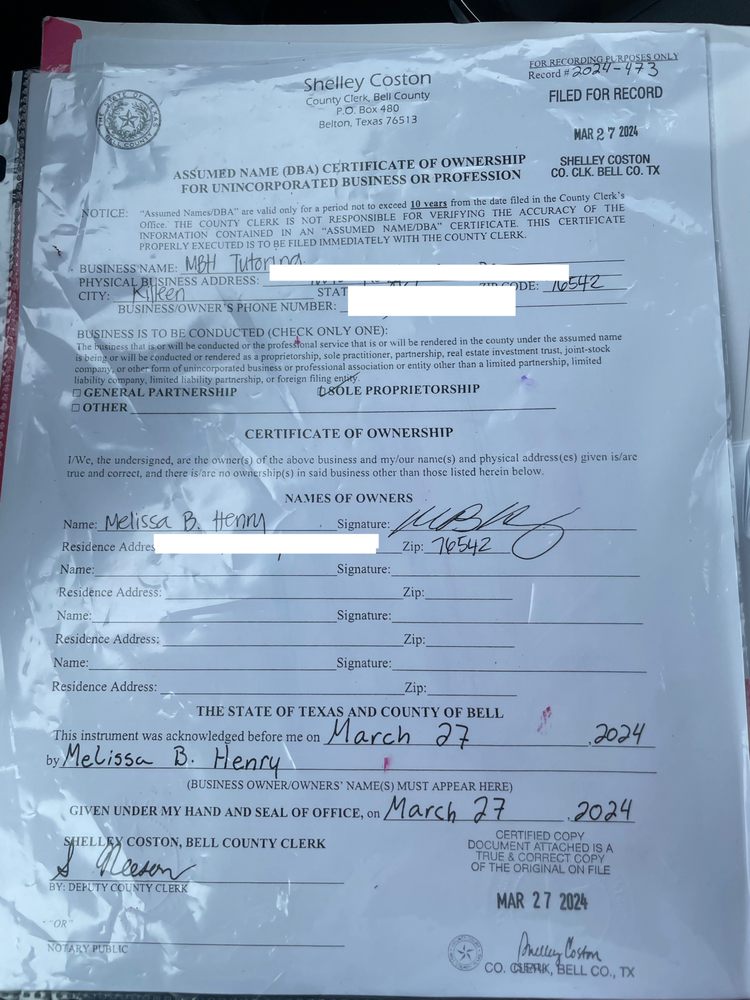 Shelley Coston
County Clerk, Bell County
P.O. Box 480
Belton, Texas 76513
FOR RECORDING PURPOSES ONLY
Record # 2024-473
FILED FOR RECORD
MAR 27 2024
SHELLEY COSTON
CO. CLK. BELL CO. TX
ASSUMED NAME (DBA) CERTIFICATE OF OWNERSHIP
FOR UNINCORPORATED BUSINESS OR PROFESSION
NOTICE: "Assumed Names/DBA" are valid only for a period not to exceed 10 years from the date filed in the County Clerk's
Office. THE COUNTY CLERK IS NOT RESPONSIBLE FOR VERIFYING THE ACCURACY OF THE
INFORMATION CONTAINED IN AN "ASSUMED NAME/DBA" CERTIFICATE. THIS CERTIFICATE
PROPERLY EXECUTED IS TO BE FILED IMMEDIATELY WITH THE COUNTY CLERK.
BUSINESS NAME: MBH Tutoring
PHYSICAL BUSINESS ADDRESS:
CITY: Killeen STAT ZIP CODE: 76542
BUSINESS/OWNER'S PHONE NUMBER:
BUSINESS IS TO BE CONDUCTED (CHECK ONLY ONE):
The business that is or will be conducted or the professional service that is or will be rendered in the county under the assumed name
is being or will be conducted or rendered as a proprietorship, sole practitioner, partnership, real estate investment trust, joint-stock
company, or other form of unincorporated business or professional association or entity other than a limited partnership, limited
liability company, limited liability partnership, or foreign filing entity.
☐ GENERAL PARTNERSHIP ☑ SOLE PROPRIETORSHIP
☐ OTHER
CERTIFICATE OF OWNERSHIP
I/We, the undersigned, are the owner(s) of the above business and my/our name(s) and physical address(es) given is/are
true and correct, and there is/are no ownership(s) in said business other than those listed herein below.
NAMES OF OWNERS
Name: Melissa B. Henry Signature:
Residence Addres Zip: 76542
Name: Signature:
Residence Address: Zip:
Name: Signature:
Residence Address: Zip:
Name: Signature:
Residence Address: Zip:
THE STATE OF TEXAS AND COUNTY OF BELL
This instrument was acknowledged before me on March 27, 2024
by Melissa B. Henry
(BUSINESS OWNER/OWNERS' NAME(S) MUST APPEAR HERE)
GIVEN UNDER MY HAND AND SEAL OF OFFICE, on March 27, 2024
SHELLEY COSTON, BELL COUNTY CLERK
BY: DEPUTY COUNTY CLERK
"OR"
NOTARY PUBLIC
CERTIFIED COPY
DOCUMENT ATTACHED IS A
TRUE & CORRECT COPY
OF THE ORIGINAL ON FILE
MAR 27 2024
Shelley Coston
CO. CLERK, BELL CO., TX